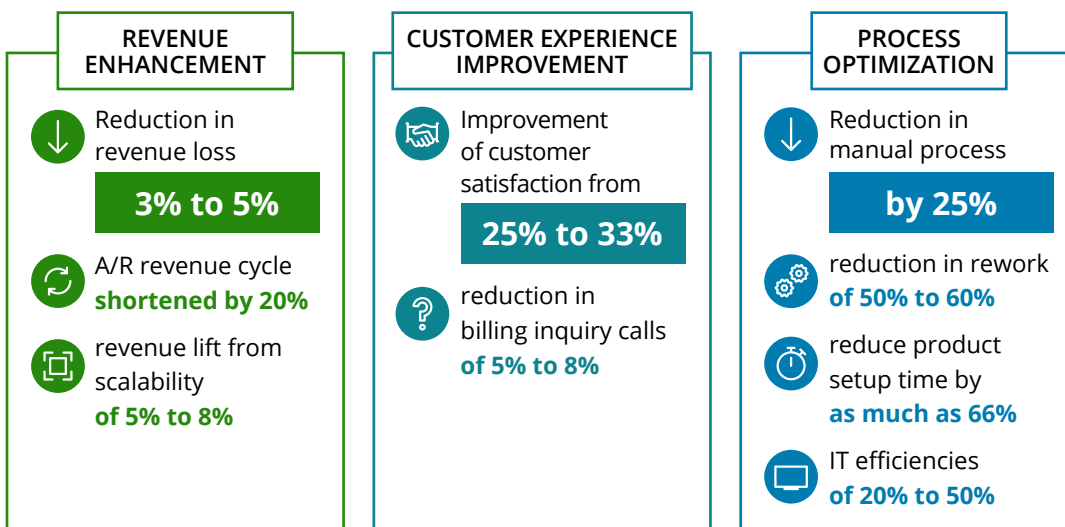 REVENUE
ENHANCEMENT
Reduction in
revenue loss
3% to 5%
A/R revenue cycle
shortened by 20%
revenue lift from
scalability
of 5% to 8%
CUSTOMER EXPERIENCE
IMPROVEMENT
Improvement
of customer
satisfaction from
25% to 33%
reduction in
billing inquiry calls
of 5% to 8%
PROCESS
OPTIMIZATION
Reduction in
manual process
by 25%
reduction in rework
of 50% to 60%
reduce product
setup time by
as much as 66%
IT efficiencies
of 20% to 50%